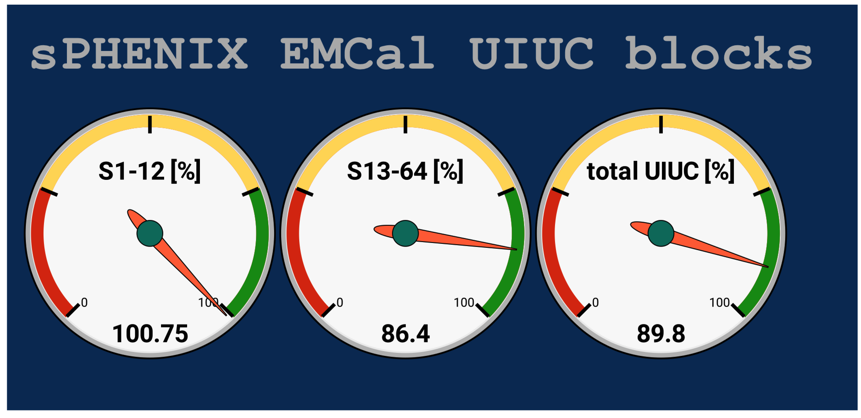 sPHENIX EMCal UIUC blocks
S1-12 [%]
0
100
100.75
S13-64 [%]
0
100
86.4
total UIUC [%]
0
100
89.8